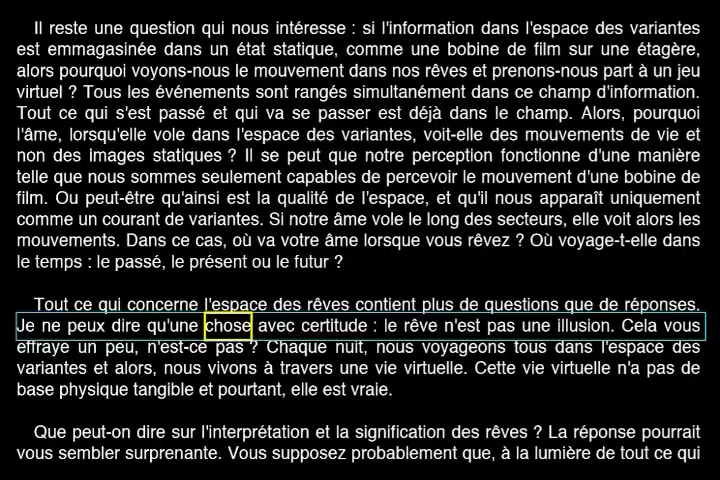 Il reste une question qui nous intéresse : si l'information dans l'espace des variantes
est emmagasinée dans un état statique, comme une bobine de film sur une étagère,
alors pourquoi voyons-nous le mouvement dans nos rêves et prenons-nous part à un jeu
virtuel ? Tous les événements sont rangés simultanément dans ce champ d'information.
Tout ce qui s'est passé et qui va se passer est déjà dans le champ. Alors, pourquoi
l'âme, lorsqu'elle vole dans l'espace des variantes, voit-elle des mouvements de vie et
non des images statiques ? Il se peut que notre perception fonctionne d'une manière
telle que nous sommes seulement capables de percevoir le mouvement d'une bobine de
film. Ou peut-être qu'ainsi est la qualité de l'espace, et qu'il nous apparaît uniquement
comme un courant de variantes. Si notre âme vole le long des secteurs, elle voit alors les
mouvements. Dans ce cas, où va votre âme lorsque vous rêvez ? Où voyage-t-elle dans
le temps : le passé, le présent ou le futur ?
Tout ce qui concerne l'espace des rêves contient plus de questions que de réponses.
Je ne peux dire qu'une chose avec certitude : le rêve n'est pas une illusion. Cela vous
effraye un peu, n'est-ce pas ? Chaque nuit, nous voyageons tous dans l'espace des
variantes et alors, nous vivons à travers une vie virtuelle. Cette vie virtuelle n'a pas de
base physique tangible et pourtant, elle est vraie.
Que peut-on dire sur l'interprétation et la signification des rêves ? La réponse pourrait
vous sembler surprenante. Vous supposez probablement que, à la lumière de tout ce qui